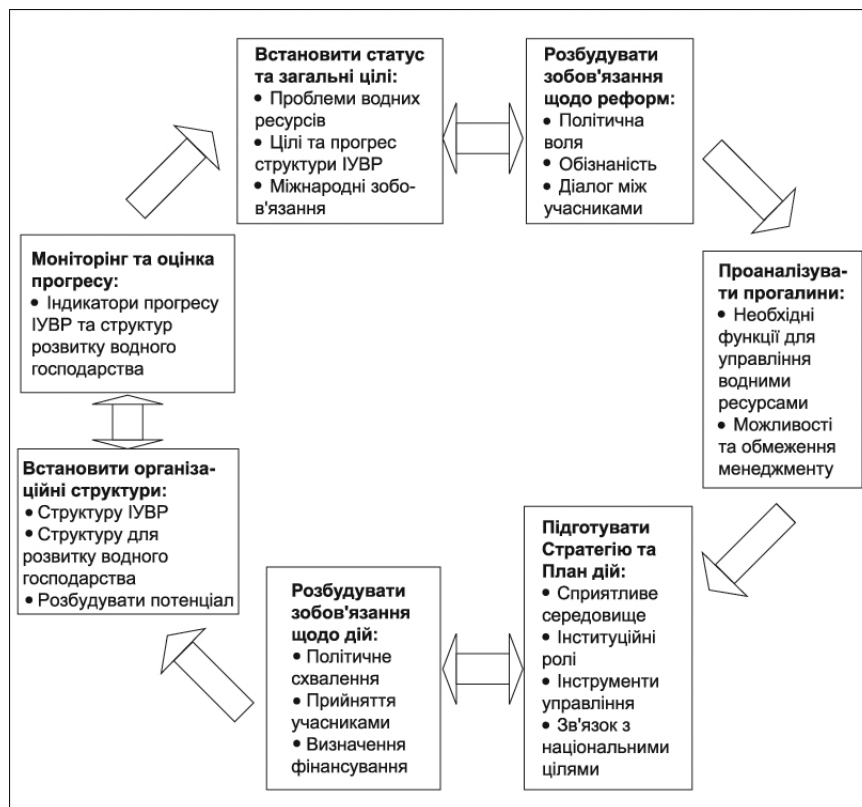 Встановити статус
та загальні цілі:
• Проблеми водних
ресурсів
• Цілі та прогрес
структури ІУВР
• Міжнародні зобо-
в'язання
Розбудувати
зобов'язання
щодо реформ:
• Політична
воля
• Обізнаність
• Діалог між
учасниками
Проаналізува-
ти прогалини:
• Необхідні
функції для
управління
водними
ресурсами
• Можливості
та обмеження
менеджменту
Підготувати
Стратегію та
План дій:
• Сприятливе
середовище
• Інституційні
ролі
• Інструменти
управління
• Зв'язок з
національними
цілями
Розбудувати
зобов'язання
щодо дій:
• Політичне
схвалення
• Прийняття
учасниками
• Визначення
фінансування
Встановити організа-
ційні структури:
• Структуру ІУВР
• Структуру для
розвитку водного
господарства
• Розбудувати потенціал
Моніторінг та оцінка
прогресу:
• Індикатори прогресу
ІУВР та структур
розвитку водного
господарства